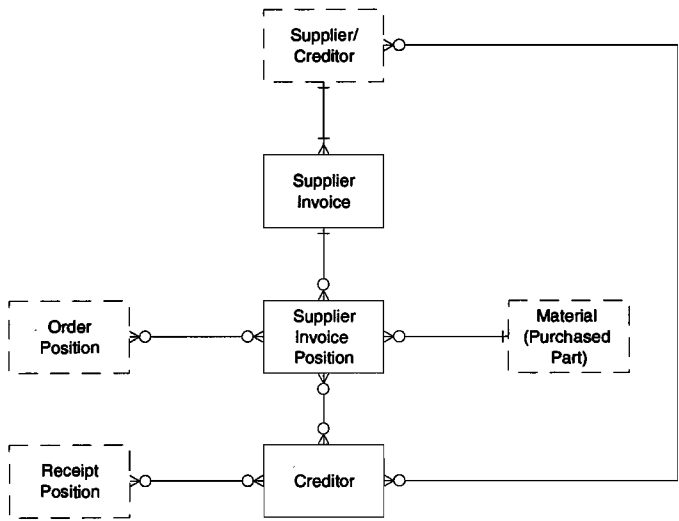 Supplier/
Creditor
Supplier
Invoice
Order
Position
Supplier
Invoice
Position
Material
(Purchased
Part)
Receipt
Position
Creditor